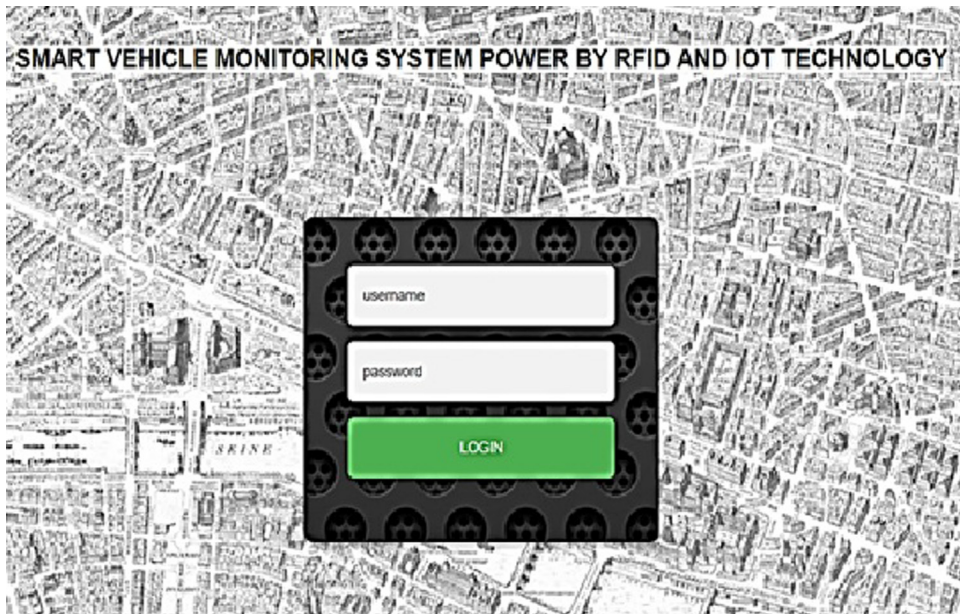 SMART VEHICLE MONITORING SYSTEM POWER BY RFID AND IOT TECHNOLOGY
username
password
LOGIN
SEINE